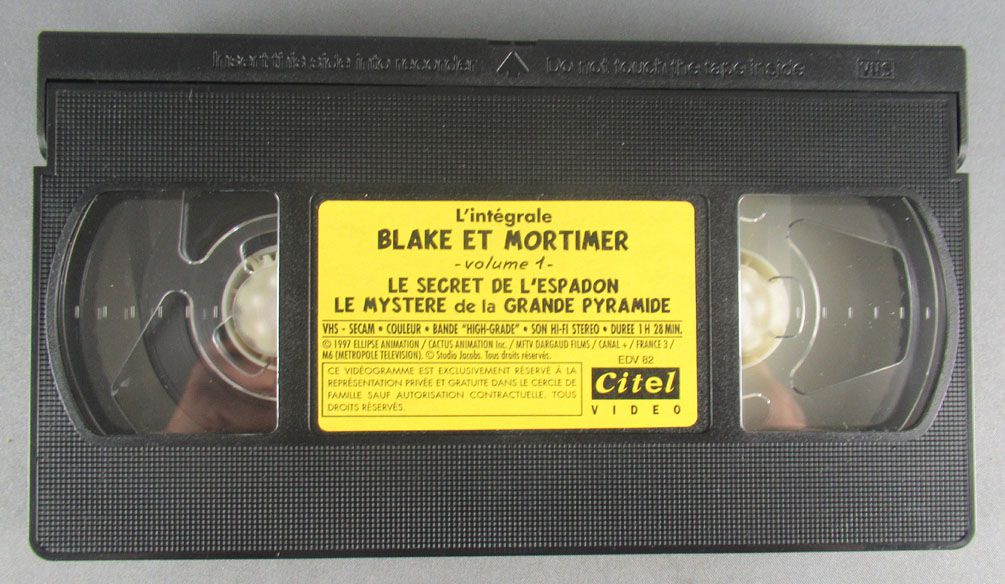 Insert this side into recorder Do not touch the tape inside VHS
L'intégrale
BLAKE ET MORTIMER
- volume 1 -
LE SECRET DE L'ESPADON
LE MYSTERE de la GRANDE PYRAMIDE
VHS - SECAM • COULEUR • BANDE "HIGH-GRADE" • SON HI-FI STEREO • DUREE 1 H 28 MIN.
© 1997 ELLIPSE ANIMATION / CACTUS ANIMATION Inc. / MFTV DARGAUD FILMS / CANAL + / FRANCE 3 /
M6 (METROPOLE TELEVISION). © Studio Jacobs. Tous droits réservés.
EDV 82
CE VIDÉOGRAMME EST EXCLUSIVEMENT RÉSERVÉ À LA
REPRÉSENTATION PRIVÉE ET GRATUITE DANS LE CERCLE DE
FAMILLE SAUF AUTORISATION CONTRACTUELLE. TOUS
DROITS RÉSERVÉS.
Citel
VIDEO